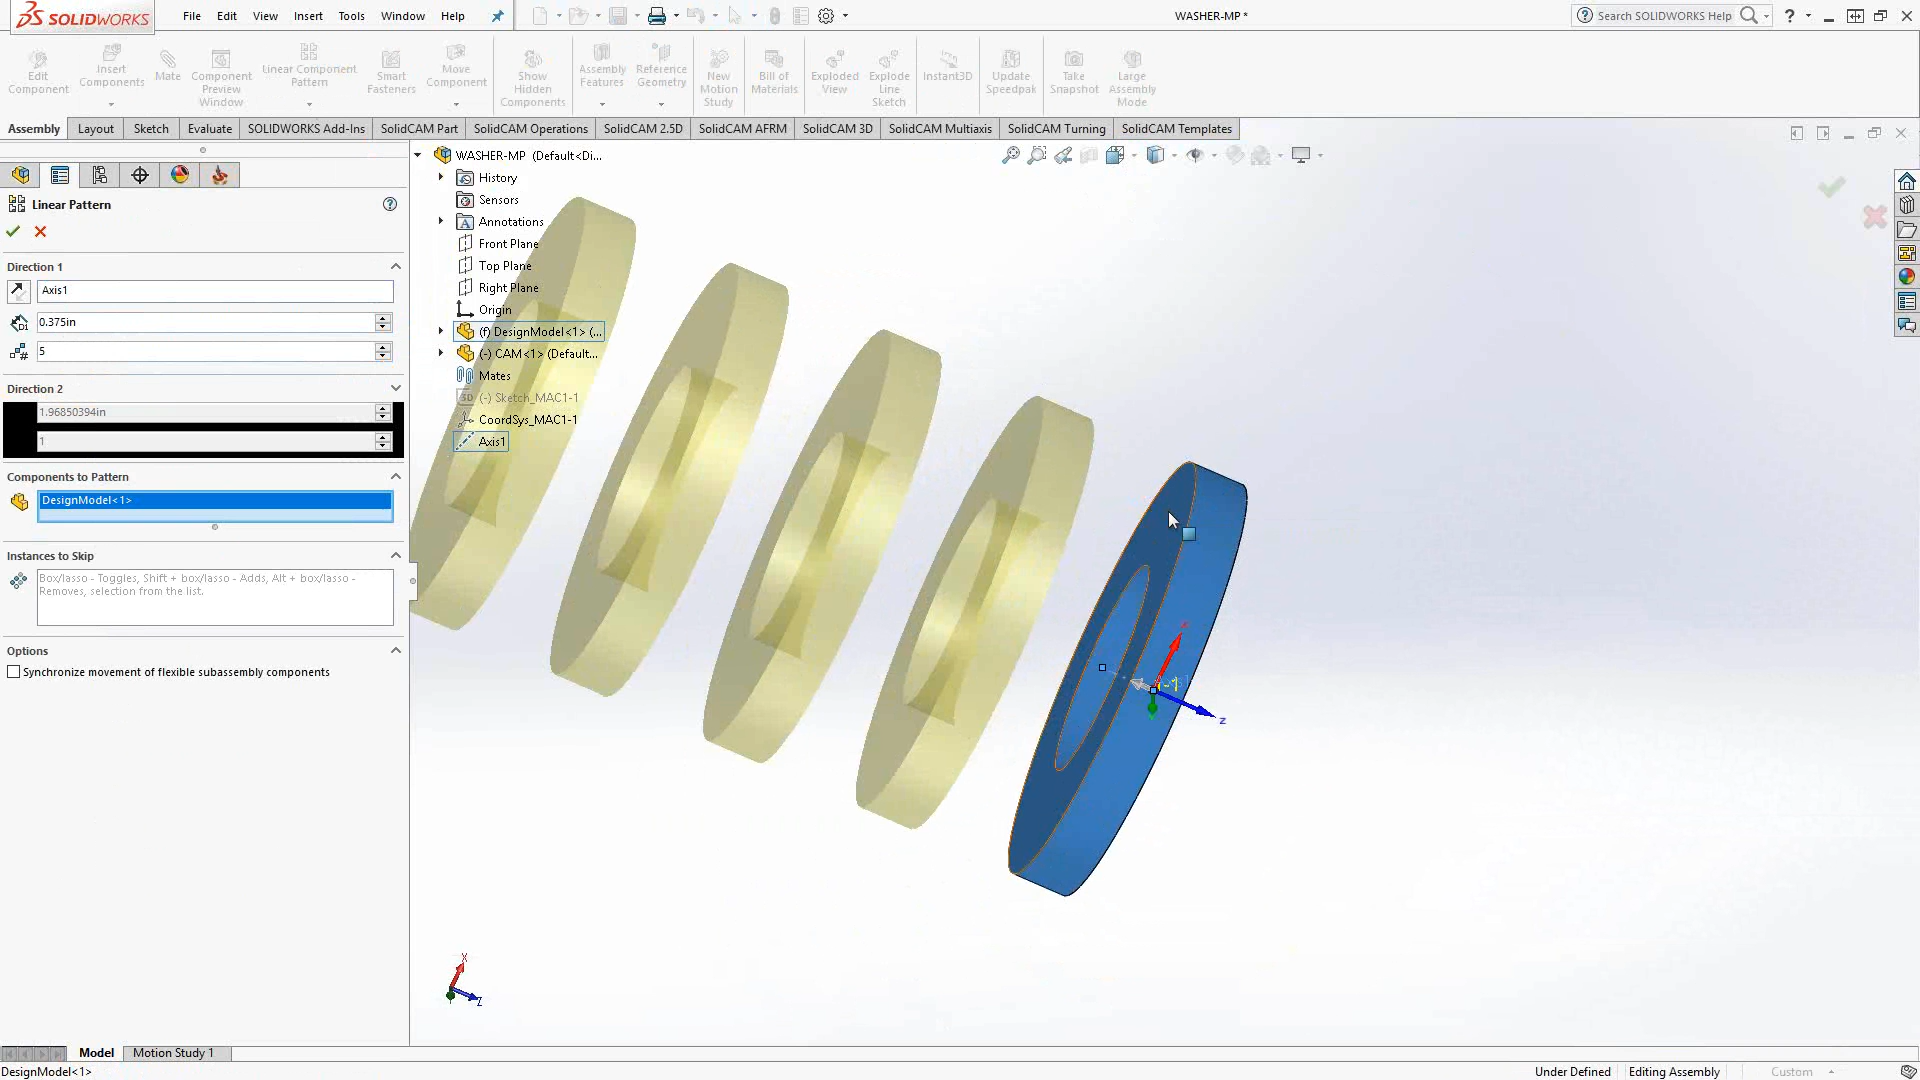 SOLIDWORKS
File Edit View Insert Tools Window Help
WASHER-MP *
Search SOLIDWORKS Help
Edit Component
Insert Components
Mate
Component Preview Window
Linear Component Pattern
Smart Fasteners
Move Component
Show Hidden Components
Assembly Features
Reference Geometry
New Motion Study
Bill of Materials
Exploded View
Explode Line Sketch
Instant3D
Update Speedpak
Take Snapshot
Large Assembly Mode
Assembly Layout Sketch Evaluate SOLIDWORKS Add-Ins SolidCAM Part SolidCAM Operations SolidCAM 2.5D SolidCAM AFRM SolidCAM 3D SolidCAM Multiaxis SolidCAM Turning SolidCAM Templates
Linear Pattern
Direction 1
Axis1
0.375in
5
Direction 2
1.96850394in
1
Components to Pattern
DesignModel<1>
Instances to Skip
Box/lasso - Toggles, Shift + box/lasso - Adds, Alt + box/lasso -
Removes, selection from the list.
Options
Synchronize movement of flexible subassembly components
WASHER-MP (Default<Di...
History
Sensors
Annotations
Front Plane
Top Plane
Right Plane
Origin
(f) DesignModel<1> (...
(-) CAM<1> (Default...
Mates
(-) Sketch_MAC1-1
CoordSys_MAC1-1
Axis1
z
X
Z
Model Motion Study 1
DesignModel<1>
Under Defined Editing Assembly Custom